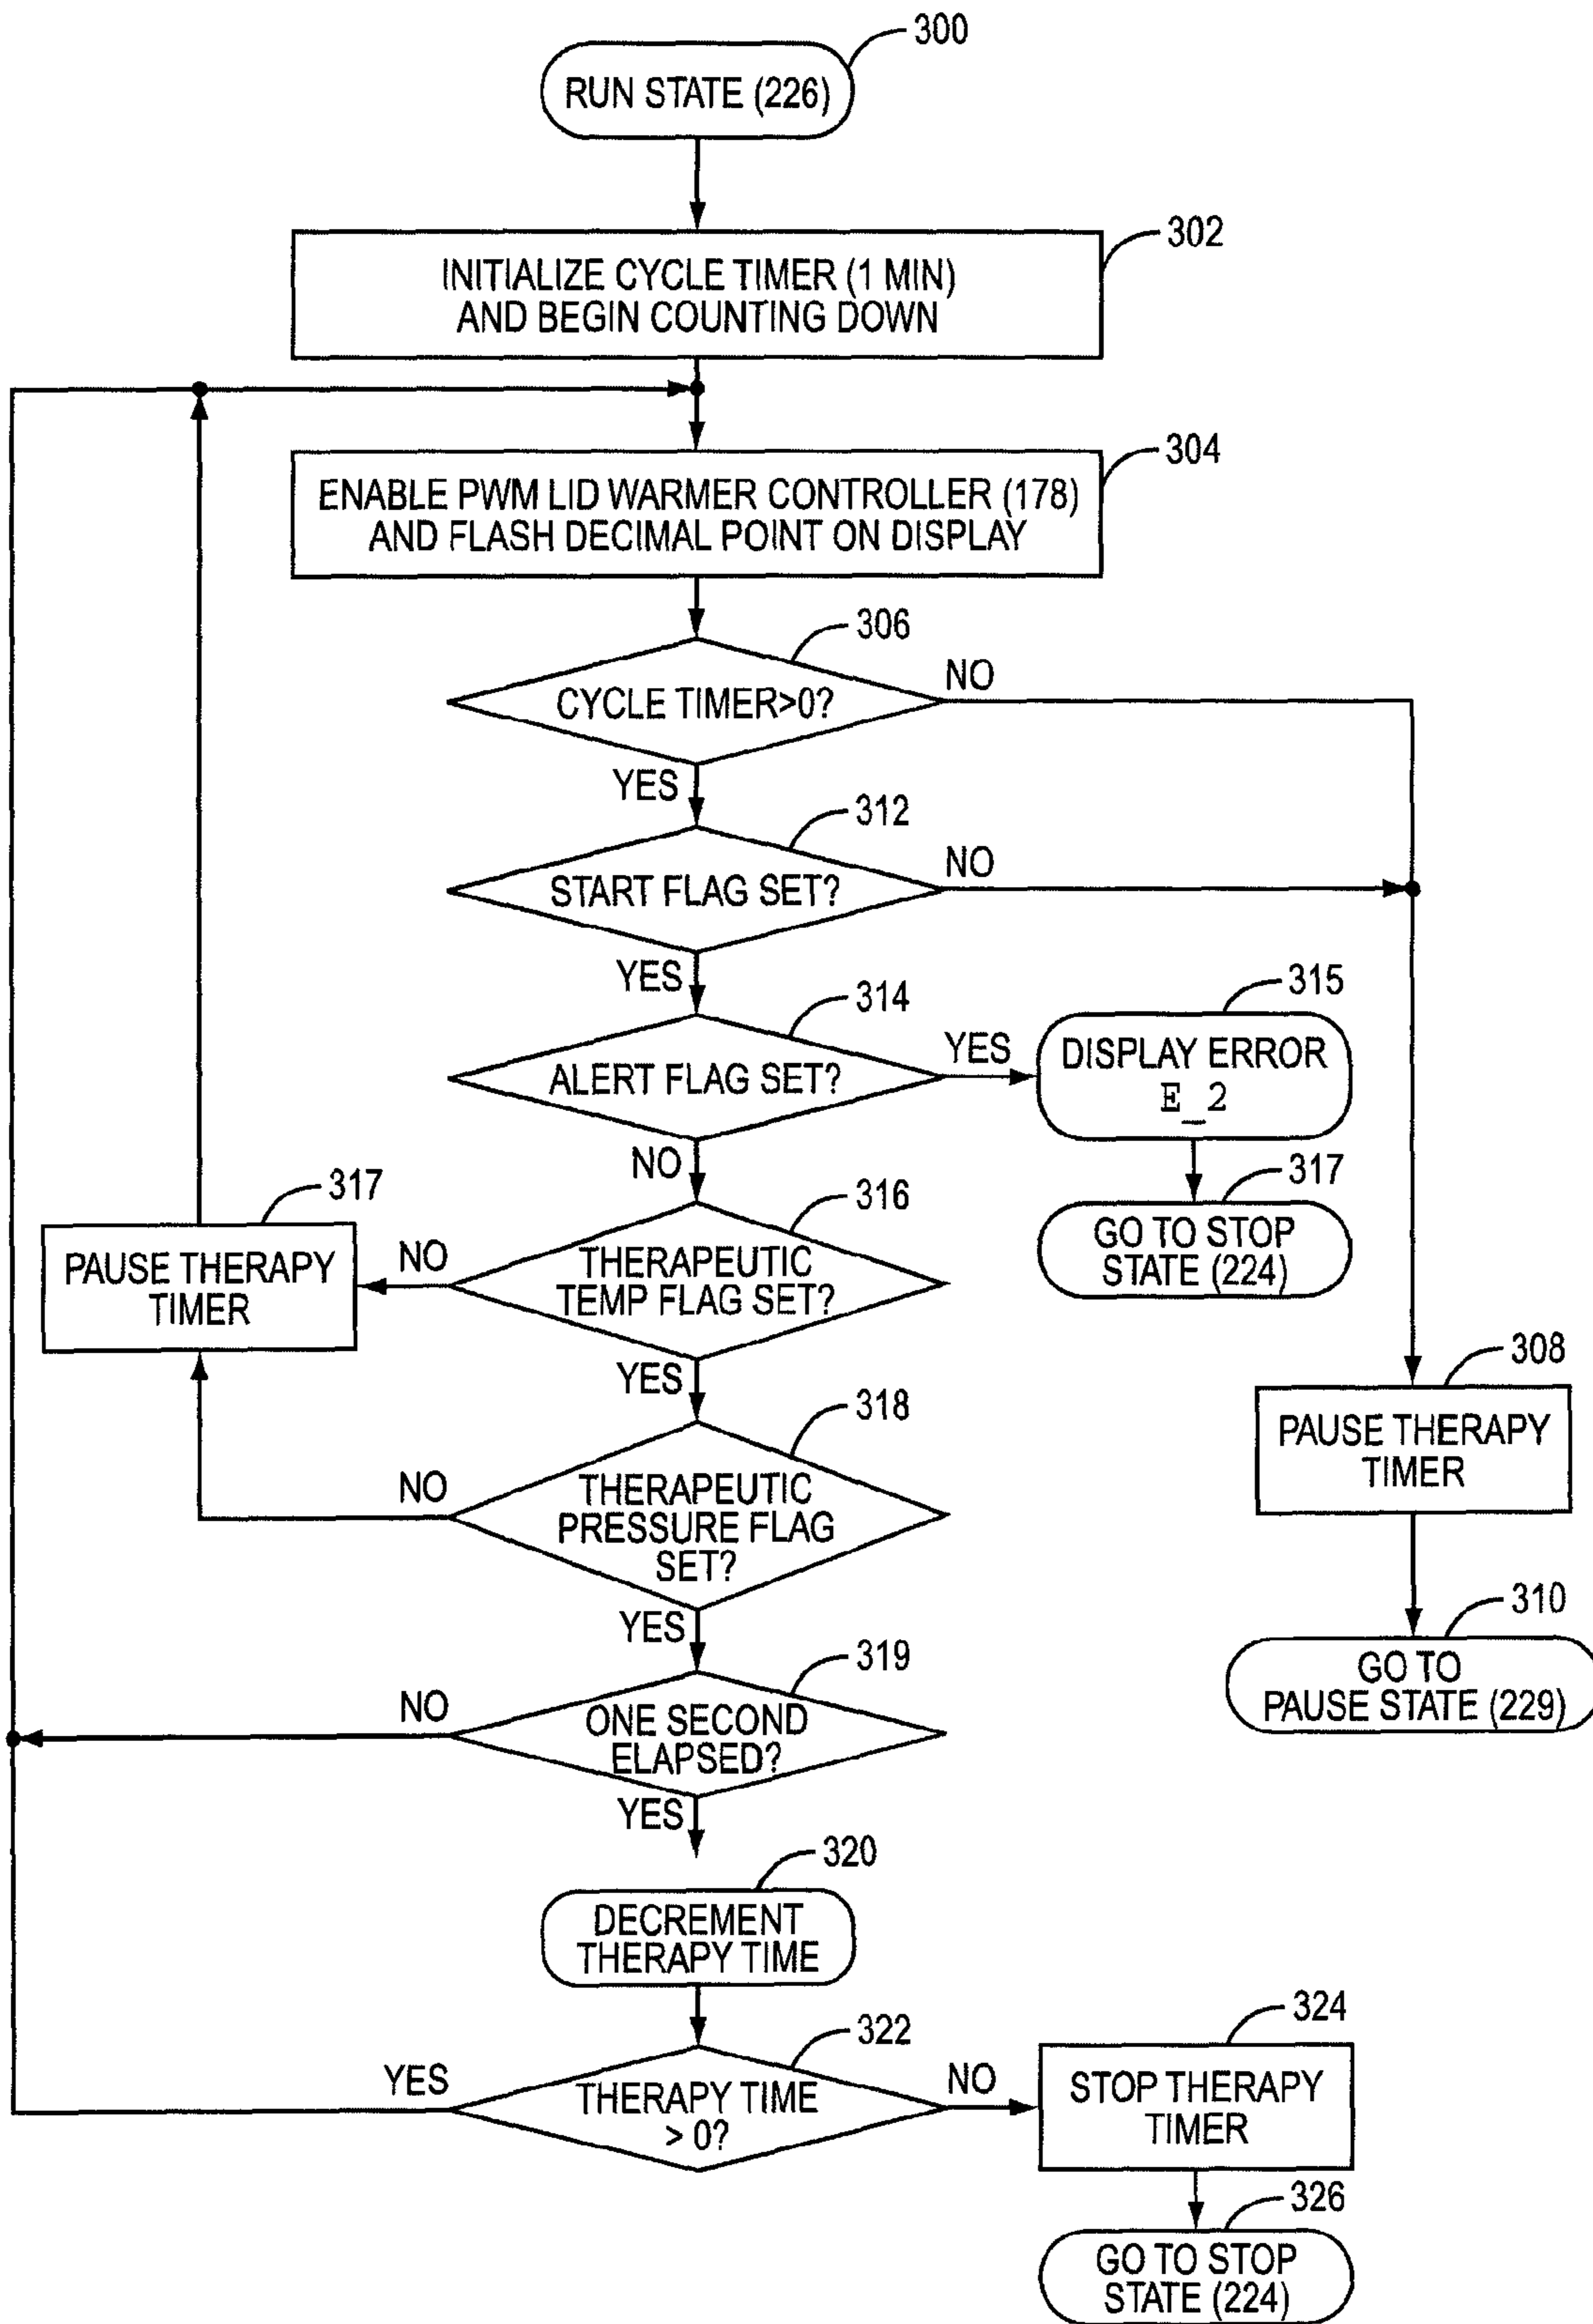 300
RUN STATE (226)
302
INITIALIZE CYCLE TIMER (1 MIN)
AND BEGIN COUNTING DOWN
304
ENABLE PWM LID WARMER CONTROLLER (178)
AND FLASH DECIMAL POINT ON DISPLAY
306
CYCLE TIMER>0?
NO
YES
312
START FLAG SET?
NO
YES
314
ALERT FLAG SET?
YES
315
DISPLAY ERROR
E_2
NO
317
GO TO STOP
STATE (224)
316
THERAPEUTIC
TEMP FLAG SET?
NO
317
PAUSE THERAPY
TIMER
YES
318
THERAPEUTIC
PRESSURE FLAG
SET?
NO
308
PAUSE THERAPY
TIMER
310
GO TO
PAUSE STATE (229)
YES
319
ONE SECOND
ELAPSED?
NO
YES
320
DECREMENT
THERAPY TIME
322
THERAPY TIME
> 0?
YES
NO
324
STOP THERAPY
TIMER
326
GO TO STOP
STATE (224)